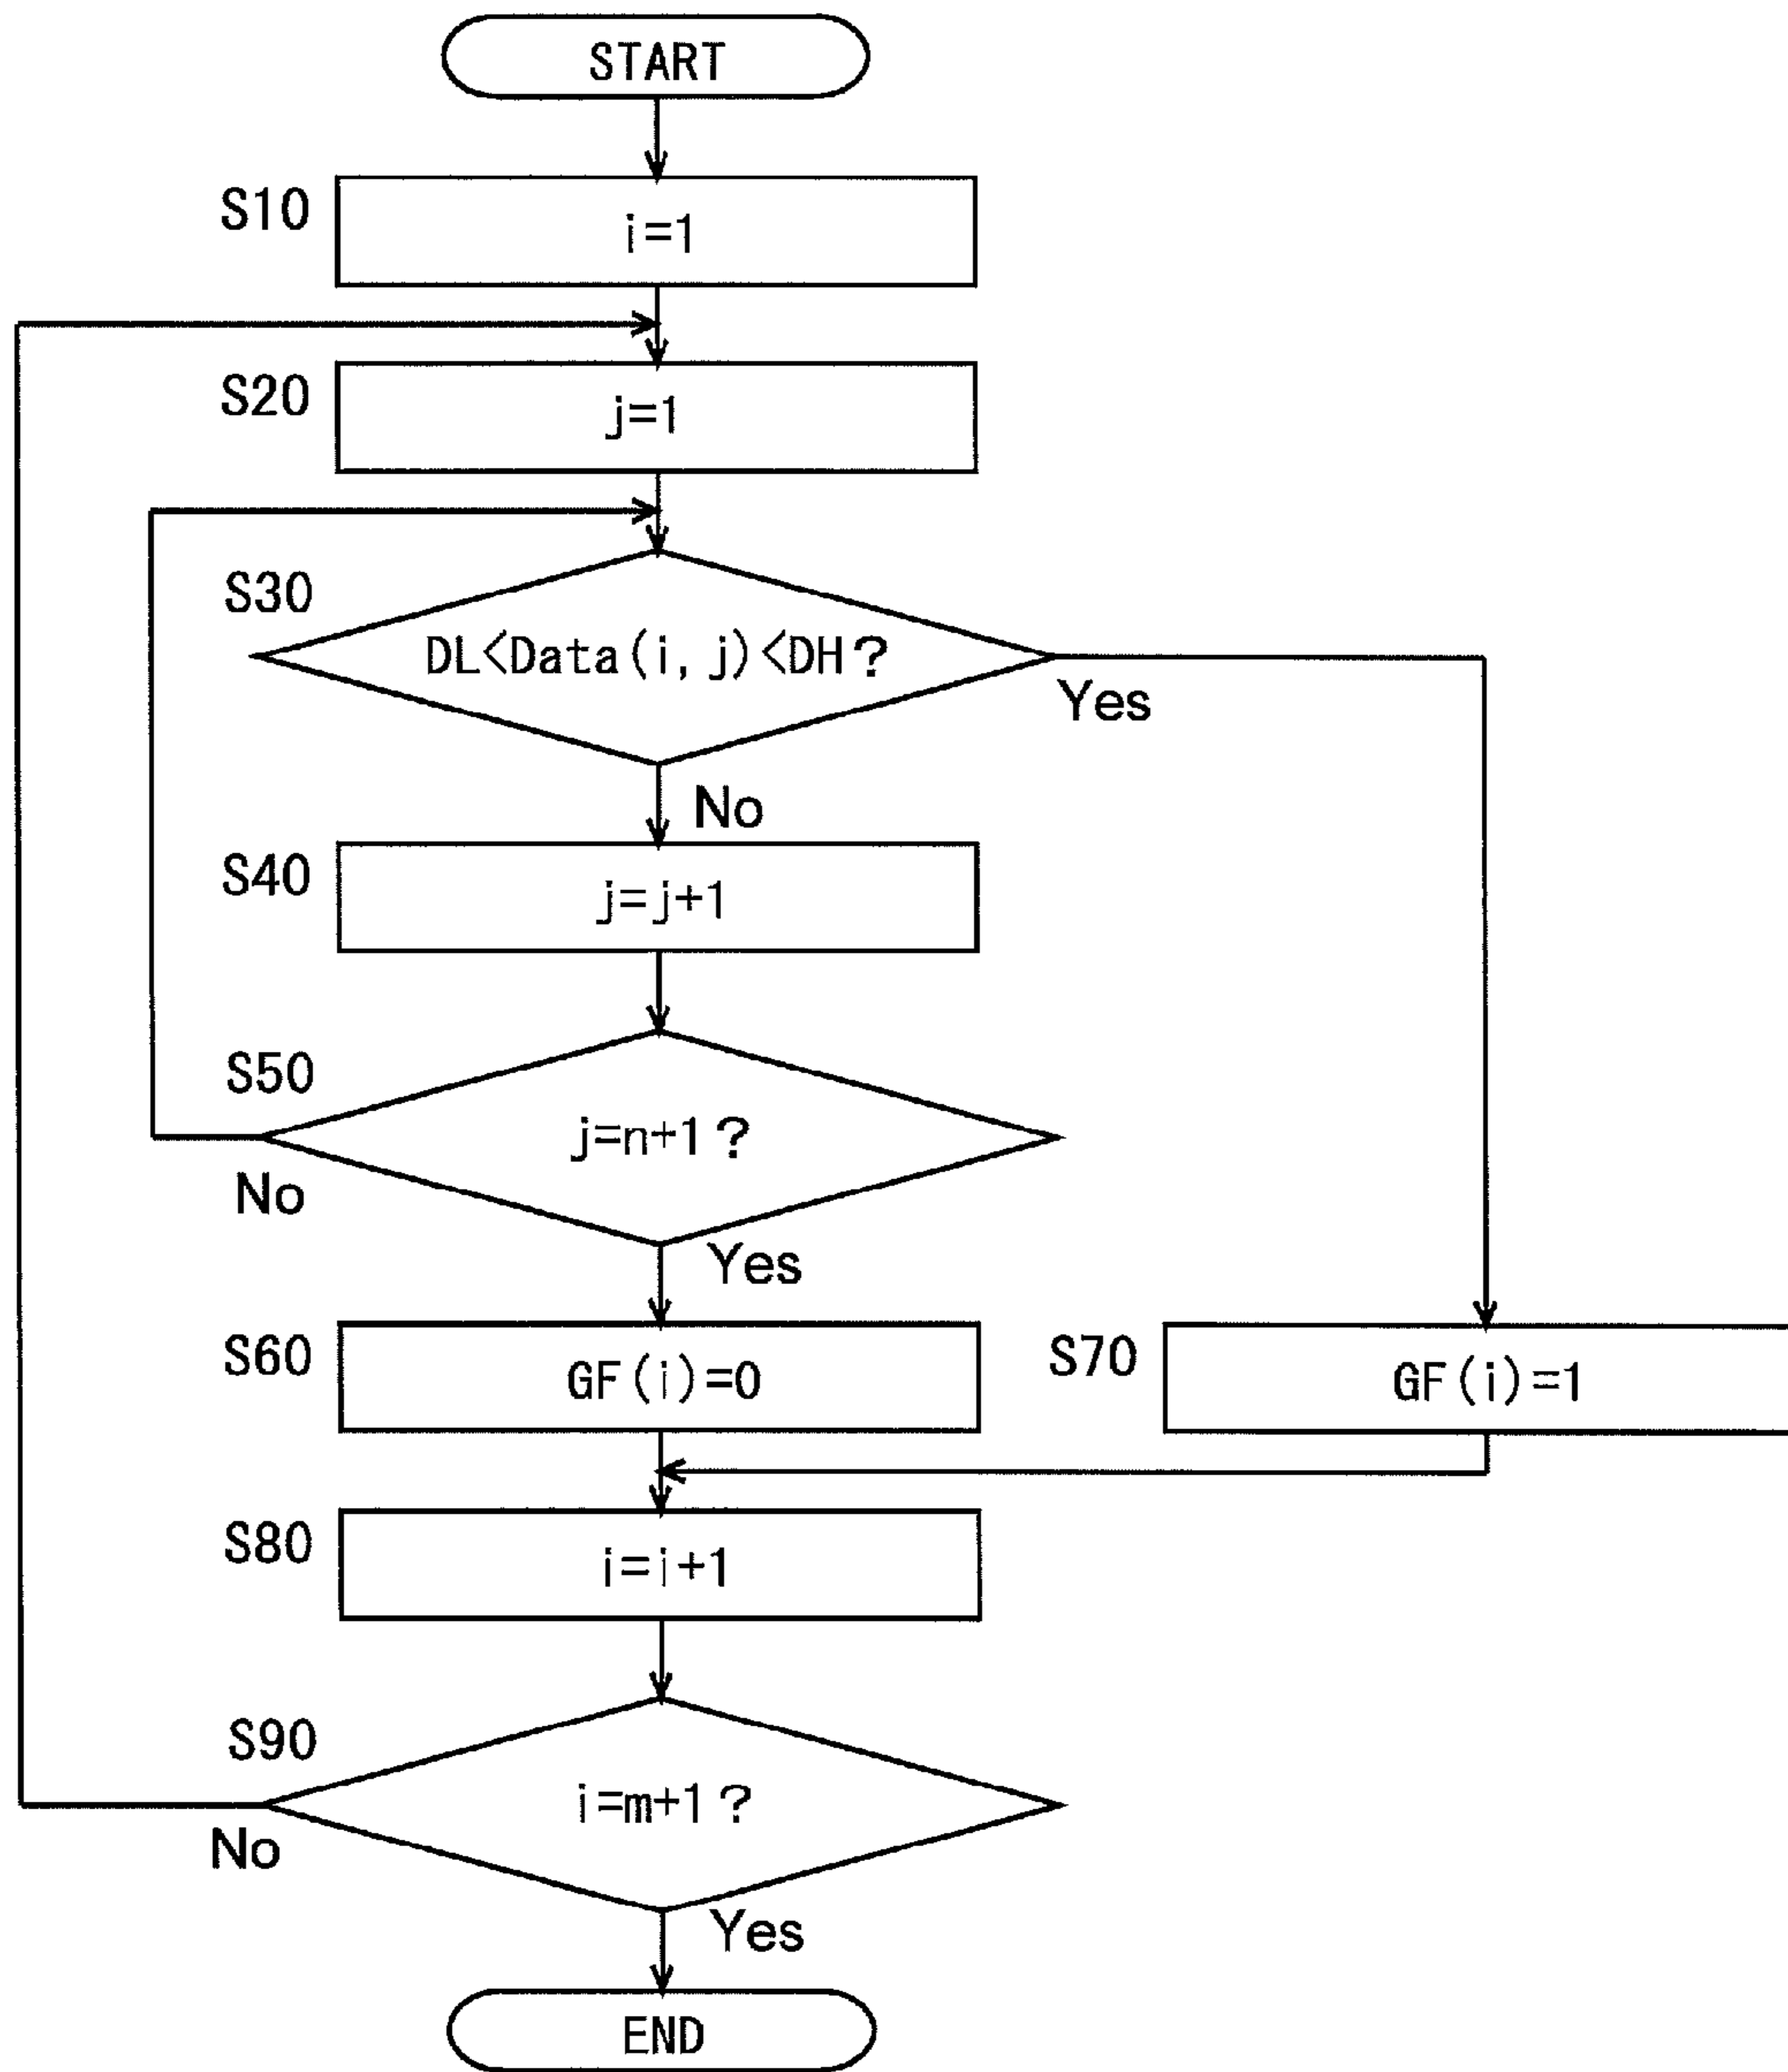 START
S10
i=1
S20
j=1
S30
DL<Data(i,j)<DH?
Yes
No
S40
j=j+1
S50
j=n+1?
No
Yes
S60
GF(i)=0
S70
GF(i)=1
S80
i=i+1
S90
i=m+1?
No
Yes
END